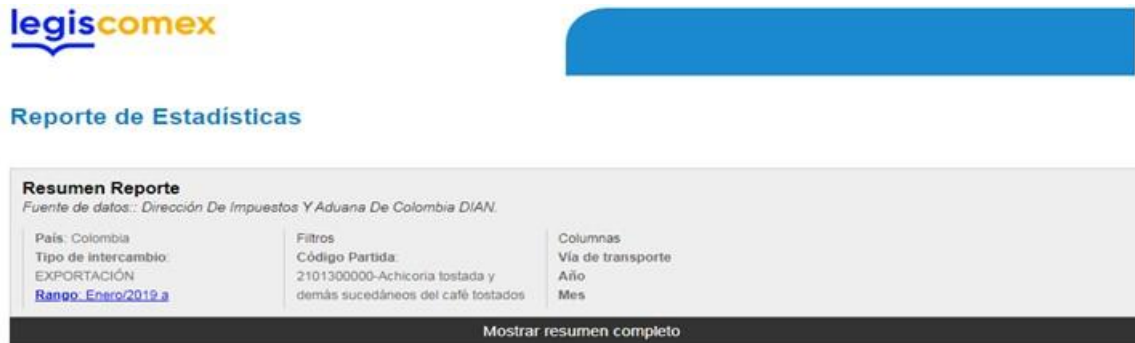 legiscomex
Reporte de Estadísticas
Resumen Reporte
Fuente de datos:: Dirección De Impuestos Y Aduana De Colombia DIAN.
País: Colombia
Tipo de intercambio:
EXPORTACIÓN
Rango: Enero/2019 a
Filtros
Código Partida:
2101300000-Achicoria tostada y
demás sucedáneos del café tostados
Columnas
Vía de transporte
Año
Mes
Mostrar resumen completo